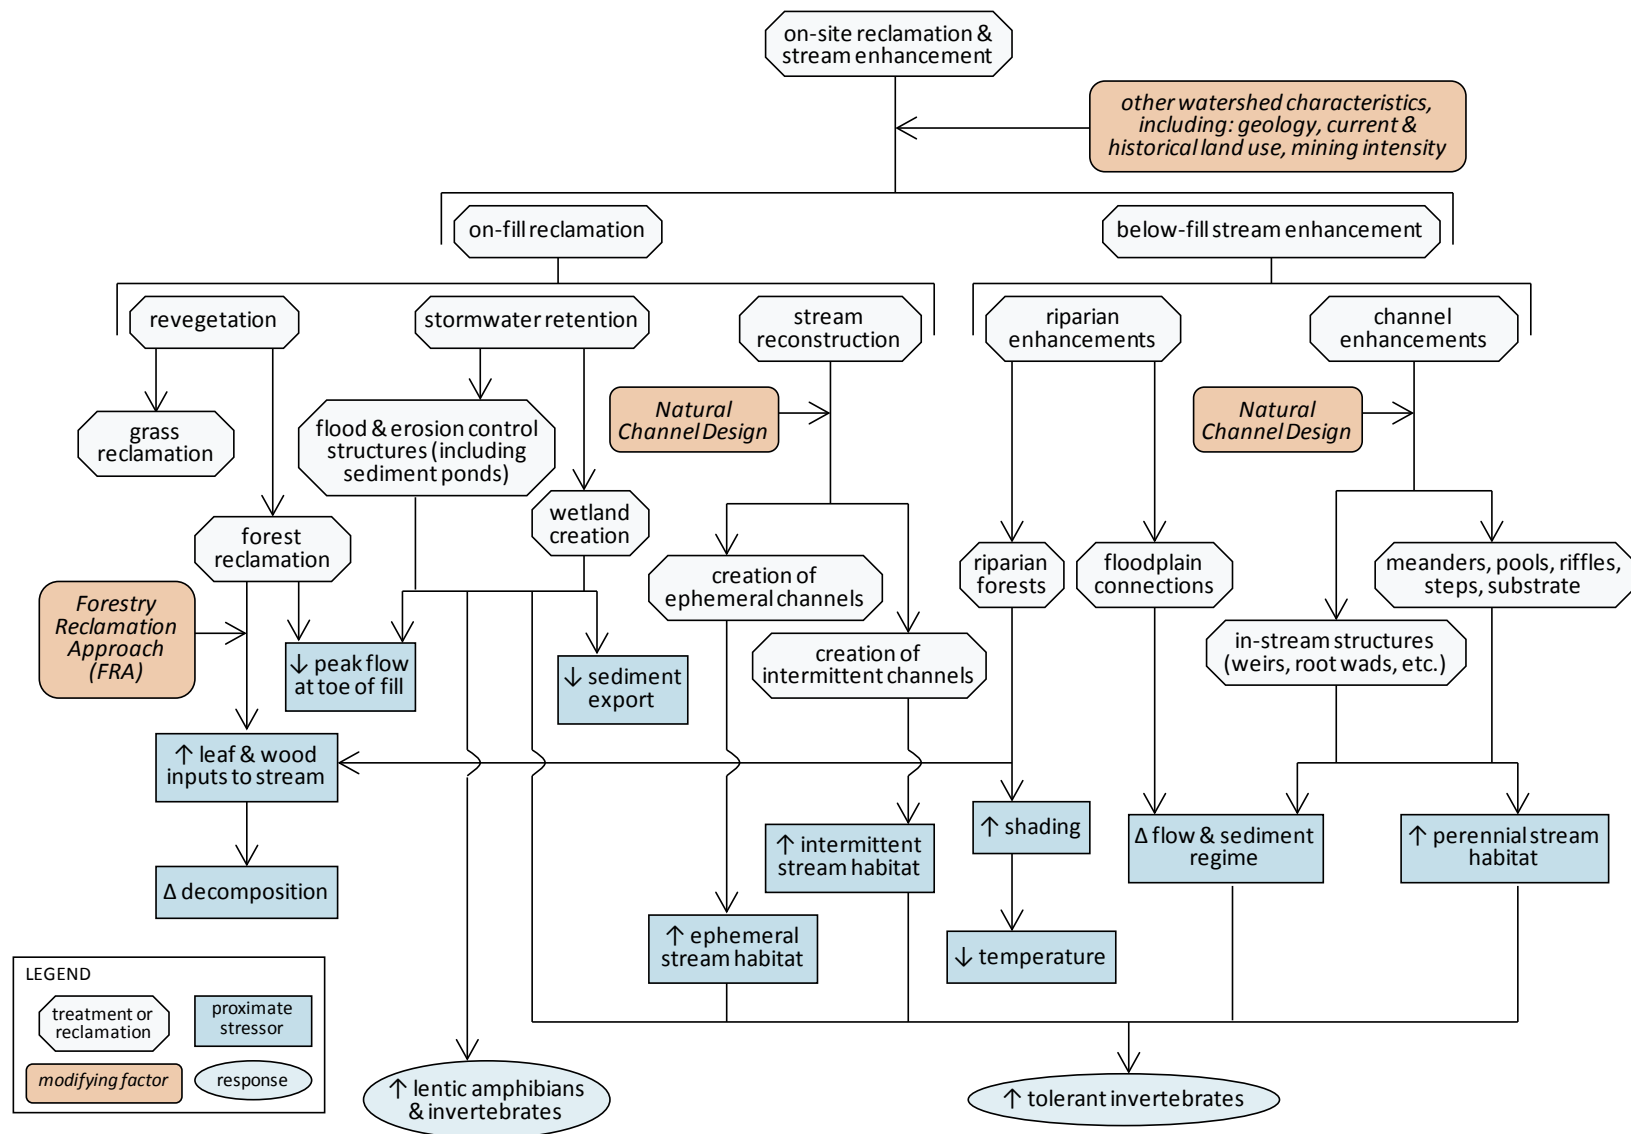 on-site reclamation &
stream enhancement
other watershed characteristics,
including: geology, current &
historical land use, mining intensity
on-fill reclamation
below-fill stream enhancement
revegetation
stormwater retention
stream
reconstruction
riparian
enhancements
channel
enhancements
grass
reclamation
flood & erosion control
structures (including
sediment ponds)
Natural
Channel Design
Natural
Channel Design
forest
reclamation
wetland
creation
creation of
ephemeral channels
riparian
forests
floodplain
connections
meanders, pools, riffles,
steps, substrate
Forestry
Reclamation
Approach
(FRA)
↓ peak flow
at toe of fill
↓ sediment
export
creation of
intermittent channels
in-stream structures
(weirs, root wads, etc.)
↑ leaf & wood
inputs to stream
↑ intermittent
stream habitat
↑ shading
Δ flow & sediment
regime
↑ perennial stream
habitat
Δ decomposition
↑ ephemeral
stream habitat
↓ temperature
LEGEND
treatment or
reclamation
proximate
stressor
modifying factor
response
↑ lentic amphibians
& invertebrates
↑ tolerant invertebrates